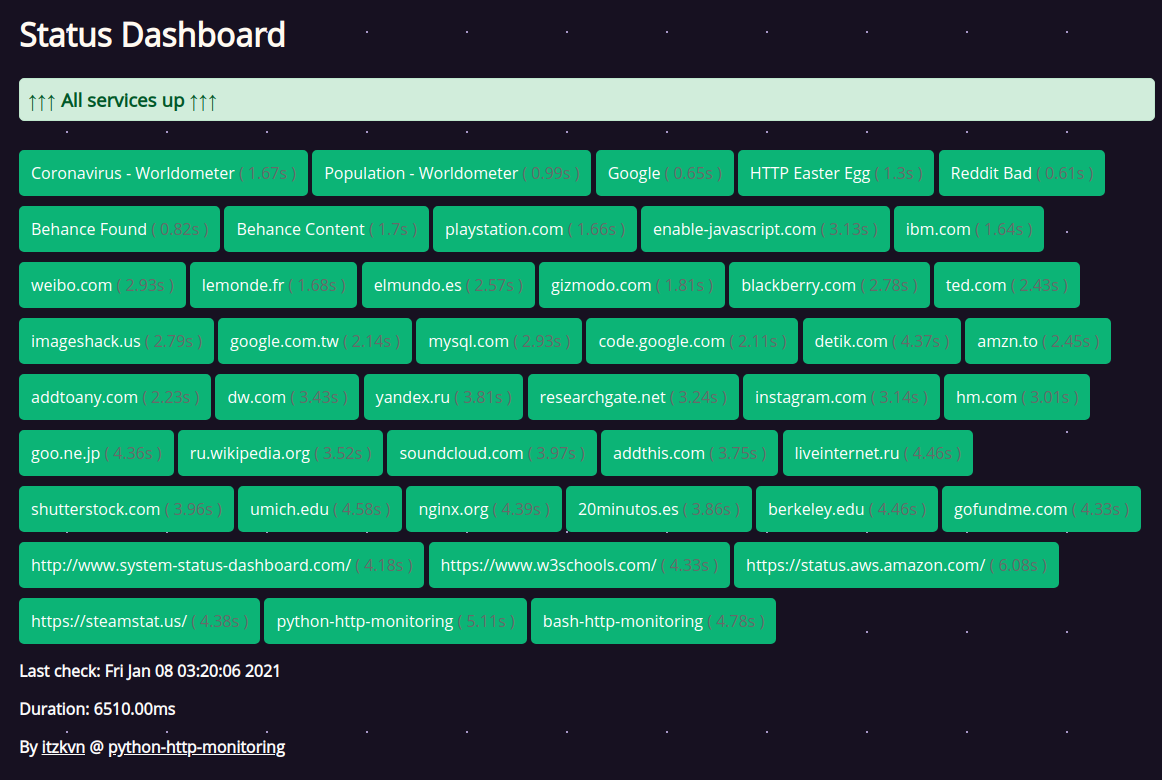 Status Dashboard
↑↑↑ All services up ↑↑↑
Coronavirus - Worldometer ( 1.67s ) Population - Worldometer ( 0.99s ) Google ( 0.65s ) HTTP Easter Egg ( 1.3s ) Reddit Bad ( 0.61s )
Behance Found ( 0.82s ) Behance Content ( 1.7s ) playstation.com ( 1.66s ) enable-javascript.com ( 3.13s ) ibm.com ( 1.64s )
weibo.com ( 2.93s ) lemonde.fr ( 1.68s ) elmundo.es ( 2.57s ) gizmodo.com ( 1.81s ) blackberry.com ( 2.78s ) ted.com ( 2.43s )
imageshack.us ( 2.79s ) google.com.tw ( 2.14s ) mysql.com ( 2.93s ) code.google.com ( 2.11s ) detik.com ( 4.37s ) amzn.to ( 2.45s )
addtoany.com ( 2.23s ) dw.com ( 3.43s ) yandex.ru ( 3.81s ) researchgate.net ( 3.24s ) instagram.com ( 3.14s ) hm.com ( 3.01s )
goo.ne.jp ( 4.36s ) ru.wikipedia.org ( 3.52s ) soundcloud.com ( 3.97s ) addthis.com ( 3.75s ) liveinternet.ru ( 4.46s )
shutterstock.com ( 3.96s ) umich.edu ( 4.58s ) nginx.org ( 4.39s ) 20minutos.es ( 3.86s ) berkeley.edu ( 4.46s ) gofundme.com ( 4.33s )
http://www.system-status-dashboard.com/ ( 4.18s ) https://www.w3schools.com/ ( 4.33s ) https://status.aws.amazon.com/ ( 6.08s )
https://steamstat.us/ ( 4.38s ) python-http-monitoring ( 5.11s ) bash-http-monitoring ( 4.78s )
Last check: Fri Jan 08 03:20:06 2021
Duration: 6510.00ms
By itzkvn @ python-http-monitoring